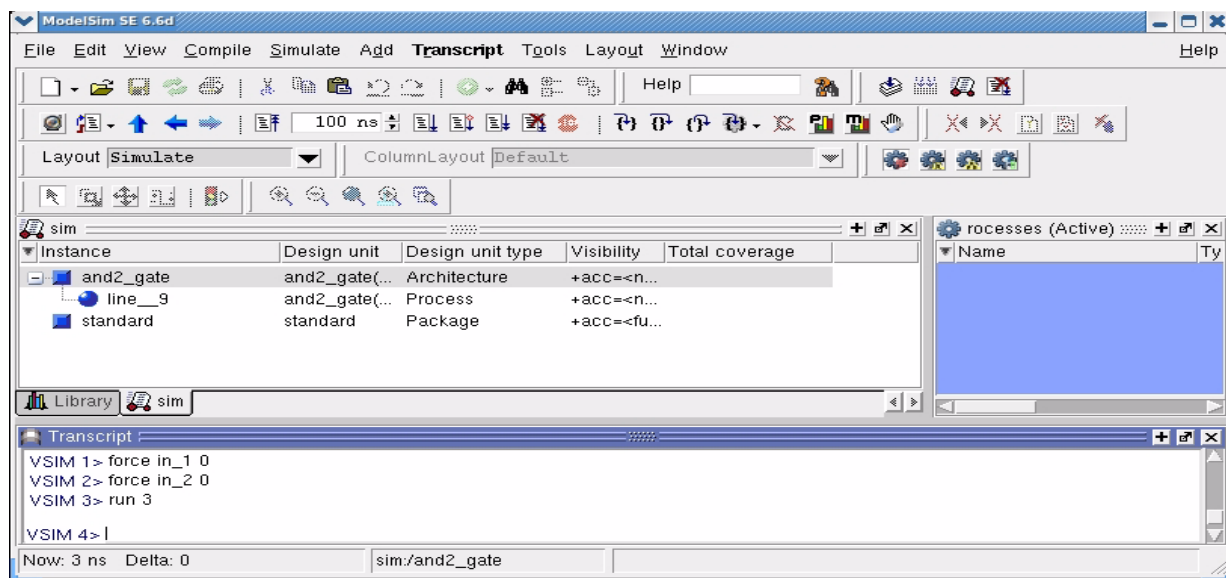 ModelSim SE 6.6d
File Edit View Compile Simulate Add Transcript Tools Layout Window Help
Help
100 ns
Layout Simulate ColumnLayout Default
sim rocesses (Active)
Instance Design unit Design unit type Visibility Total coverage Name Ty
and2_gate and2_gate(... Architecture +acc=<n...
line__9 and2_gate(... Process +acc=<n...
standard standard Package +acc=<fu...
Library sim
Transcript
VSIM 1> force in_1 0
VSIM 2> force in_2 0
VSIM 3> run 3
VSIM 4>
Now: 3 ns Delta: 0 sim:/and2_gate